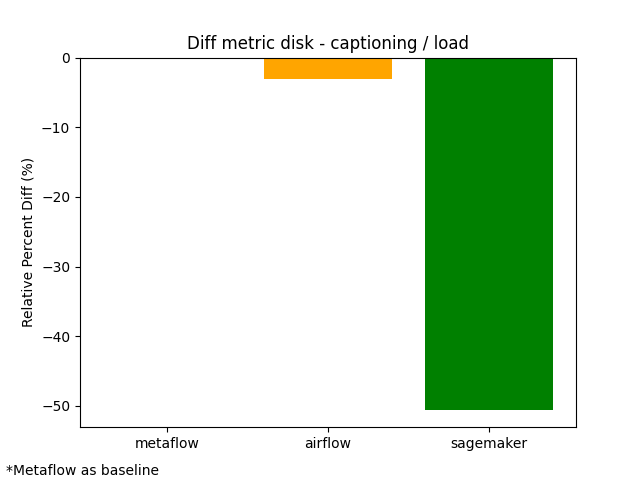 Diff metric disk - captioning / load
Relative Percent Diff (%)
0
−10
−20
−30
−40
−50
metaflow
airflow
sagemaker
*Metaflow as baseline